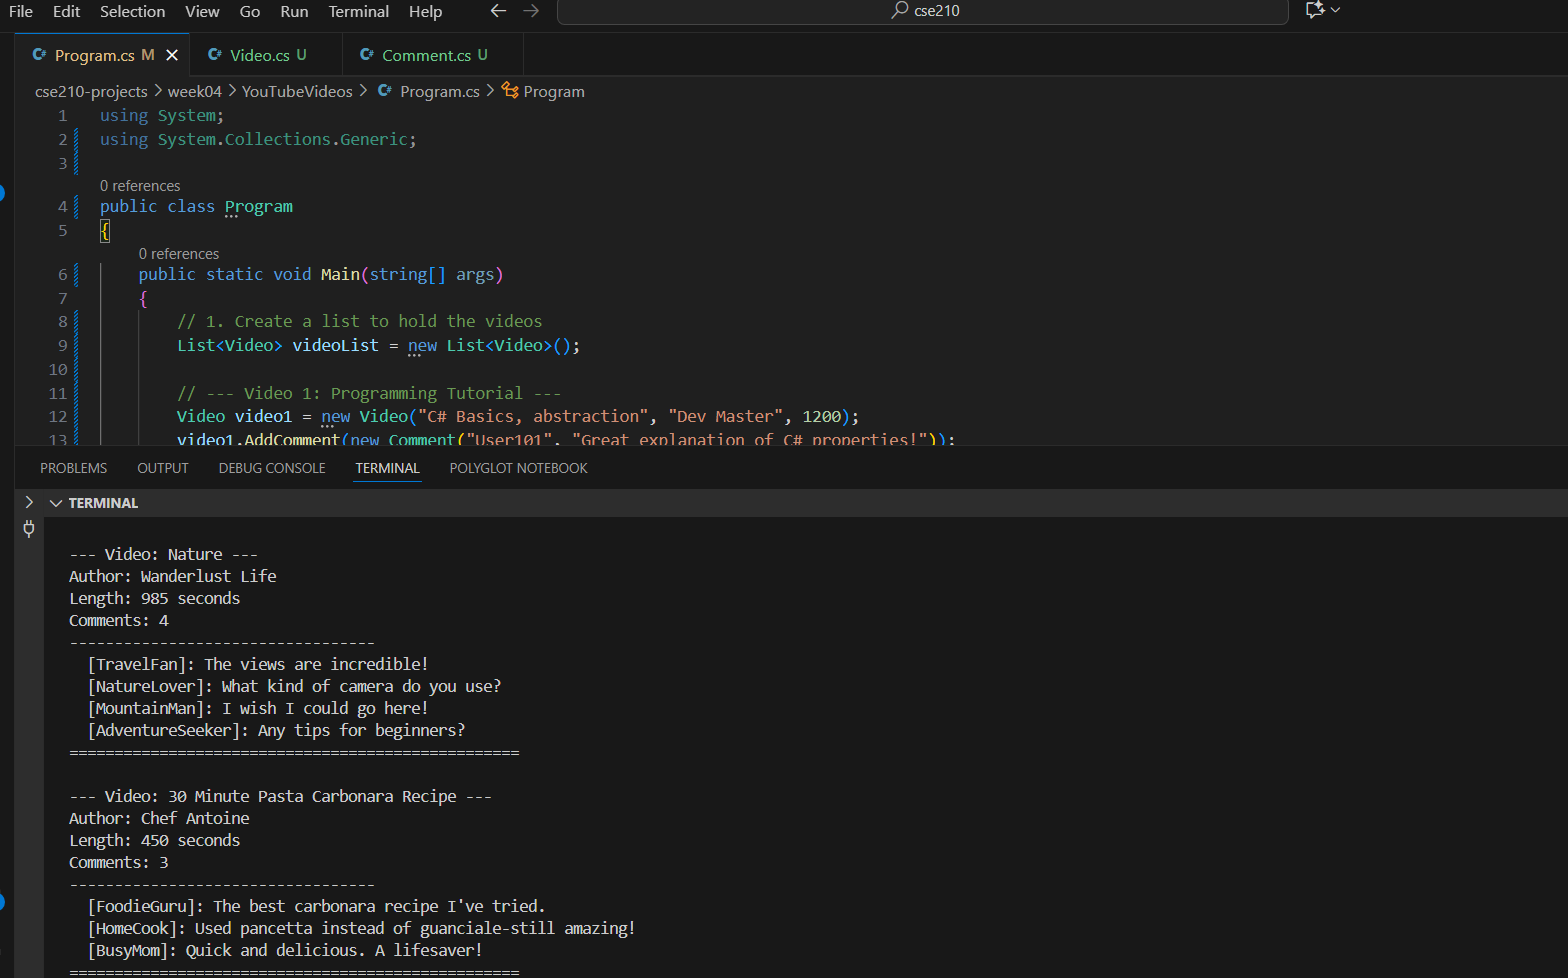 File Edit Selection View Go Run Terminal Help cse210
Program.cs M Video.cs U Comment.cs U
cse210-projects > week04 > YouTubeVideos > Program.cs > Program
1 using System;
2 using System.Collections.Generic;
3
0 references
4 public class Program
5 {
0 references
6 public static void Main(string[] args)
7 {
8 // 1. Create a list to hold the videos
9 List<Video> videoList = new List<Video>();
10
11 // --- Video 1: Programming Tutorial ---
12 Video video1 = new Video("C# Basics, abstraction", "Dev Master", 1200);
13 video1.AddComment(new Comment("User101", "Great explanation of C# properties!"));
PROBLEMS OUTPUT DEBUG CONSOLE TERMINAL POLYGLOT NOTEBOOK
TERMINAL
--- Video: Nature ---
Author: Wanderlust Life
Length: 985 seconds
Comments: 4
----------------------------------
[TravelFan]: The views are incredible!
[NatureLover]: What kind of camera do you use?
[MountainMan]: I wish I could go here!
[AdventureSeeker]: Any tips for beginners?
==================================================
--- Video: 30 Minute Pasta Carbonara Recipe ---
Author: Chef Antoine
Length: 450 seconds
Comments: 3
----------------------------------
[FoodieGuru]: The best carbonara recipe I've tried.
[HomeCook]: Used pancetta instead of guanciale-still amazing!
[BusyMom]: Quick and delicious. A lifesaver!
==================================================